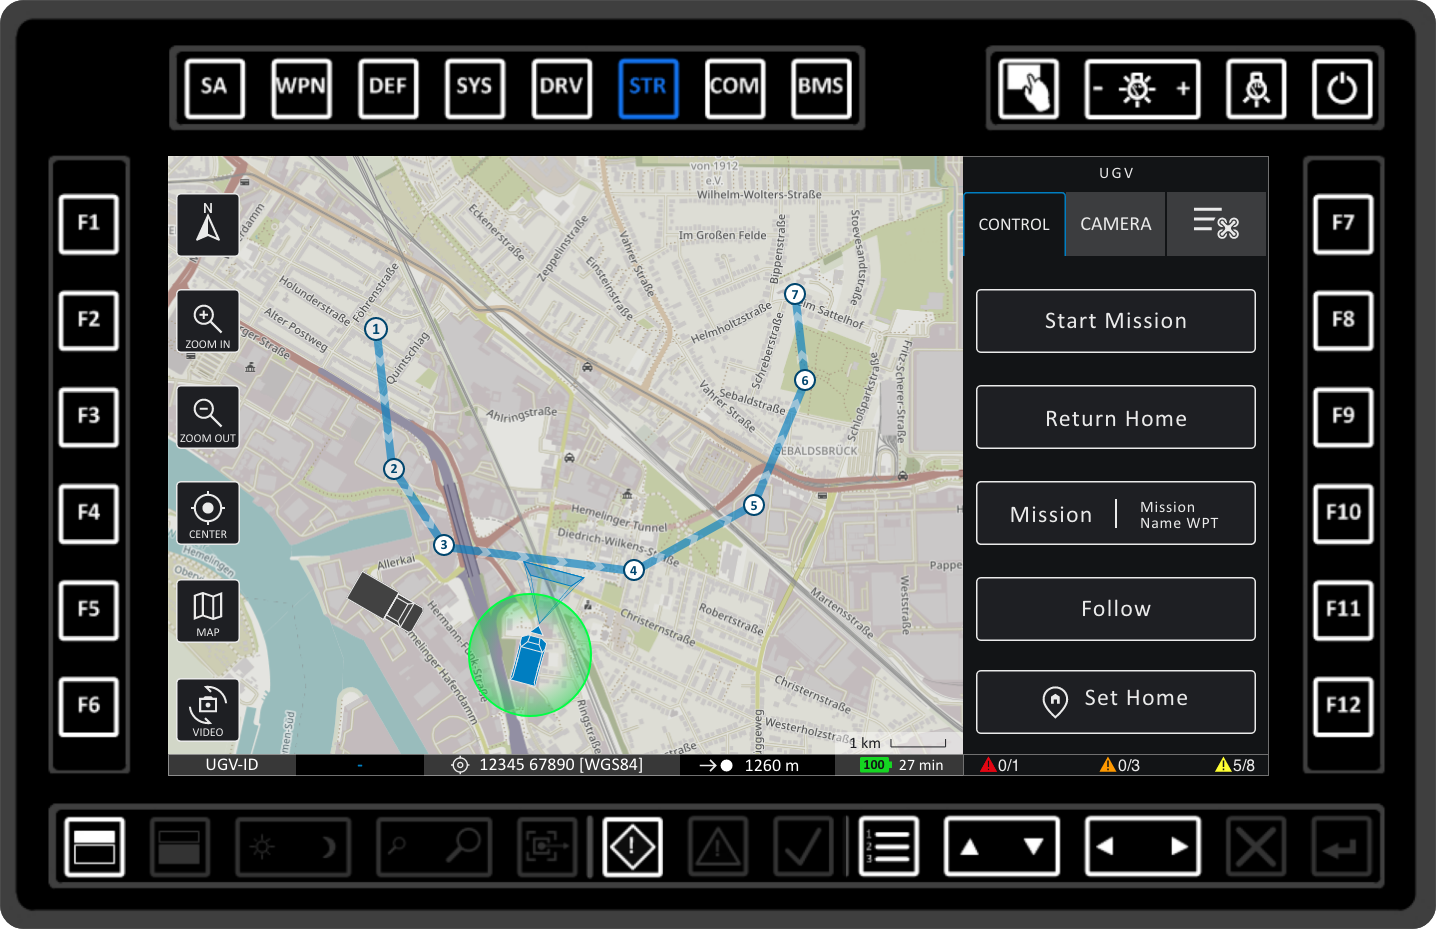 SA WPN DEF SYS DRV STR COM BMS
- +
F1
F2
F3
F4
F5
F6
F7
F8
F9
F10
F11
F12
N
ZOOM IN
ZOOM OUT
CENTER
MAP
VIDEO
von 1912
e.V.
Wilhelm-Wolters-Straße
Im Großen Felde
Eckenerstraße
Zeppelinstraße
Vahrer Straße
Einsteinstraße
Bippenstraße
Stoevesandtstraße
Holunderstraße
Föhrenstraße
Alter Postweg
Quintschlag
Helmholtzstraße
Im Sattelhof
Schreberstraße
Sebaldstraße
Vahrer Straße
Schloßparkstraße
Fritz-Scherer-Straße
Ahlringstraße
SEBALDSBRÜCK
Hemelinger Tunnel
Diedrich-Wilkens-Straße
Allerkai
Hemelingen
Hermann-Funk-Straße
Hemelinger Hafendamm
Christernstraße
Robertstraße
Martensstraße
Weststraße
Christernstraße
Westerholzstraße
Ringstraße
1
2
3
4
5
6
7
1 km
UGV-ID - 12345 67890 [WGS84] 1260 m 100 27 min
UGV
CONTROL CAMERA
Start Mission
Return Home
Mission | Mission
Name WPT
Follow
Set Home
0/1 0/3 5/8
1
2
3